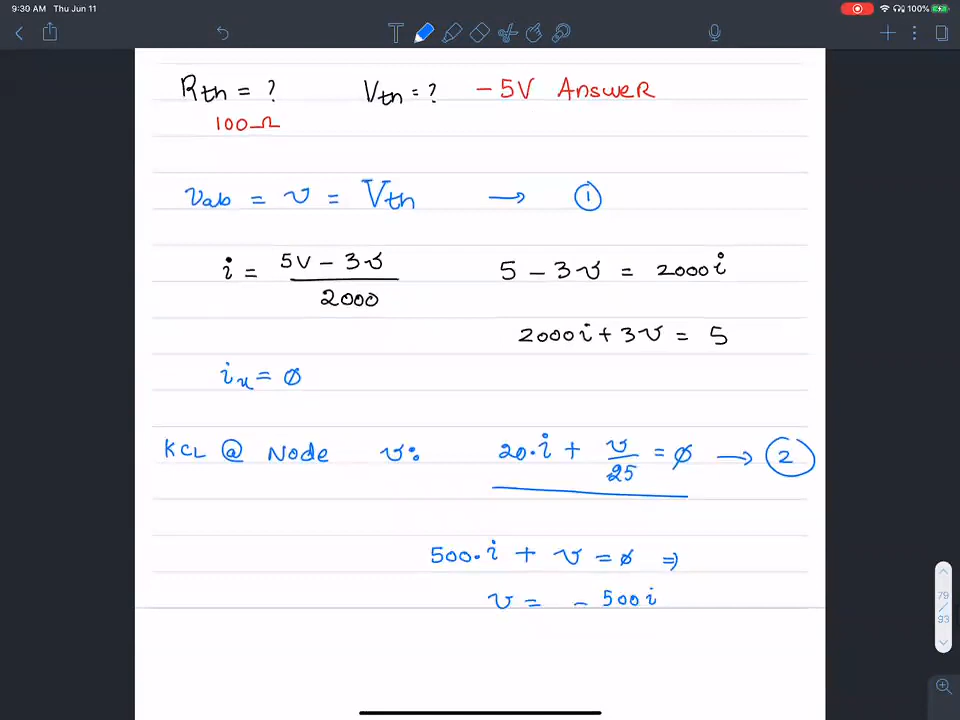 9:30 AM Thu Jun 11 100%
Rth = ? Vth = ? -5V Answer
100Ω
vab = v = Vth → ①
i = (5V - 3v) / 2000 5 - 3v = 2000i
2000i + 3v = 5
ix = 0
KCL @ Node v: 20·i + v/25 = 0 → ②
500·i + v = 0 ⇒
v = - 500i
79
/
93